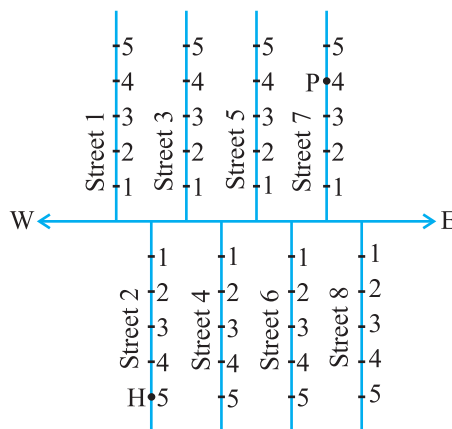 5 5 5 5
4 4 4 P 4
3 3 3 3
2 2 2 2
1 1 1 1
Street 1 Street 3 Street 5 Street 7
W E
1 1 1 1
2 2 2 2
3 3 3 3
4 4 4 4
H 5 5 5 5
Street 2 Street 4 Street 6 Street 8